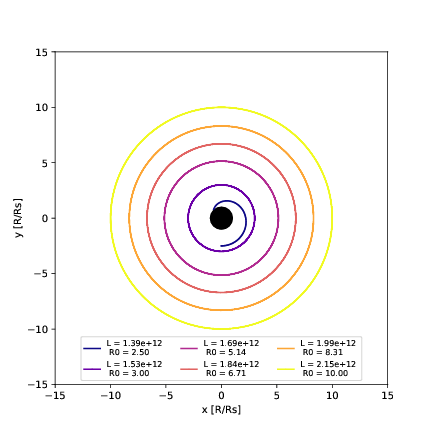 15
10
5
0
−5
−10
−15
y [R/Rs]
L = 1.39e+12
R0 = 2.50
L = 1.53e+12
R0 = 3.00
L = 1.69e+12
R0 = 5.14
L = 1.84e+12
R0 = 6.71
L = 1.99e+12
R0 = 8.31
L = 2.15e+12
R0 = 10.00
−15 −10 −5 0 5 10 15
x [R/Rs]